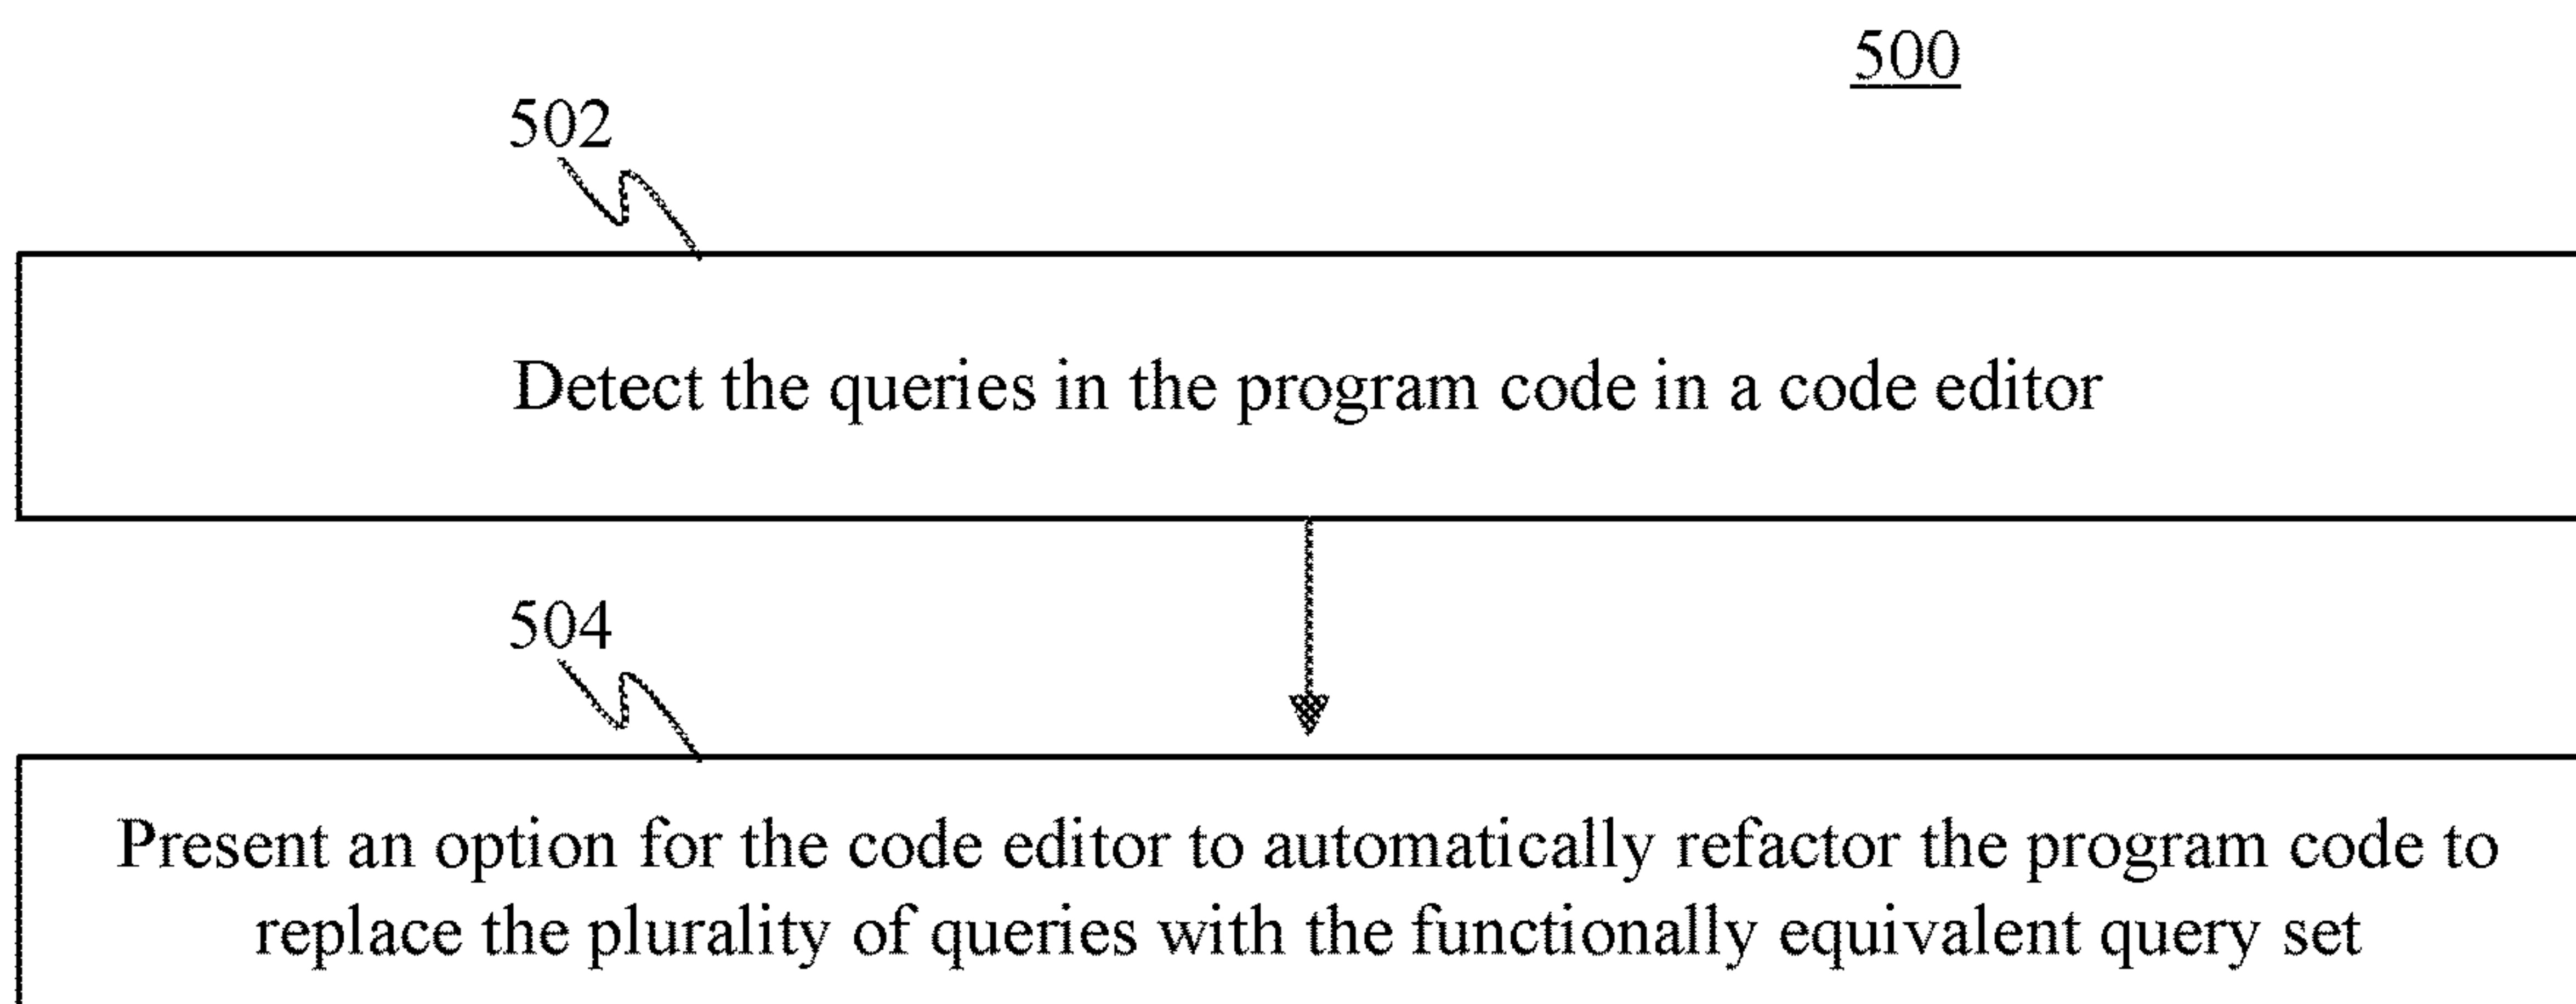 500
502
Detect the queries in the program code in a code editor
504
Present an option for the code editor to automatically refactor the program code to
replace the plurality of queries with the functionally equivalent query set